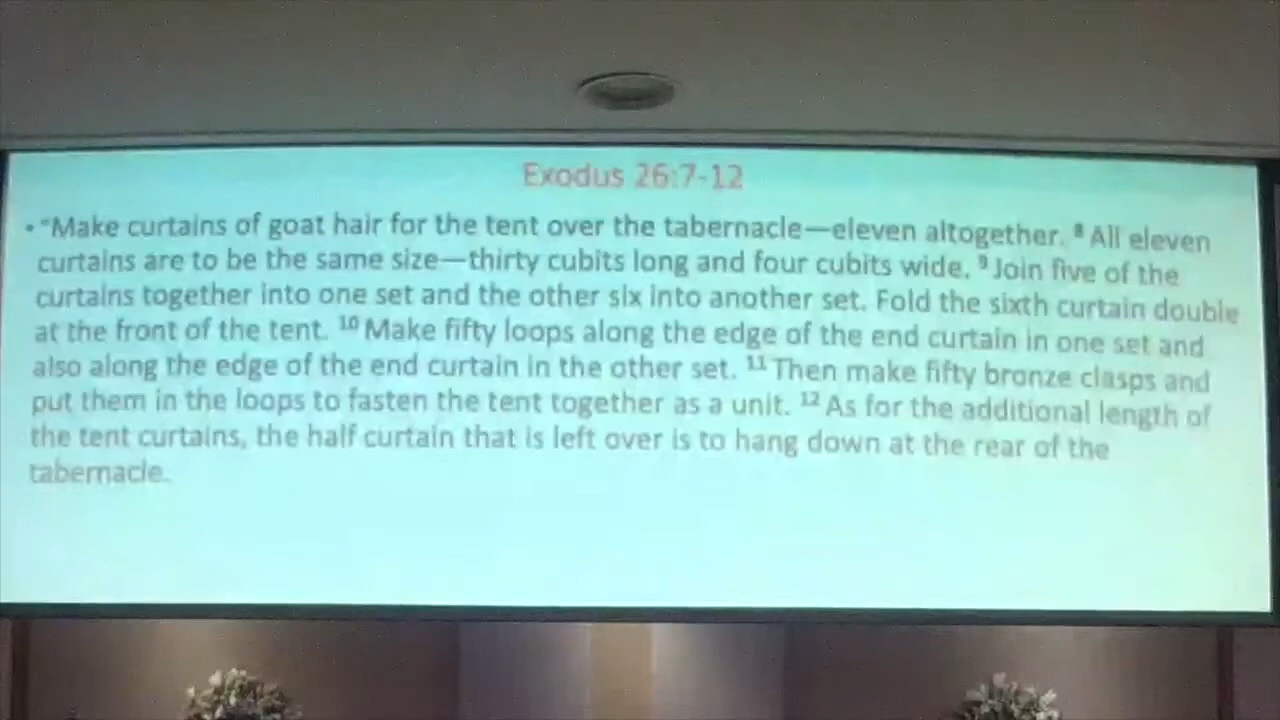 Exodus 26:7-12
• “Make curtains of goat hair for the tent over the tabernacle—eleven altogether. 8 All eleven
curtains are to be the same size—thirty cubits long and four cubits wide. 9 Join five of the
curtains together into one set and the other six into another set. Fold the sixth curtain double
at the front of the tent. 10 Make fifty loops along the edge of the end curtain in one set and
also along the edge of the end curtain in the other set. 11 Then make fifty bronze clasps and
put them in the loops to fasten the tent together as a unit. 12 As for the additional length of
the tent curtains, the half curtain that is left over is to hang down at the rear of the
tabernacle.